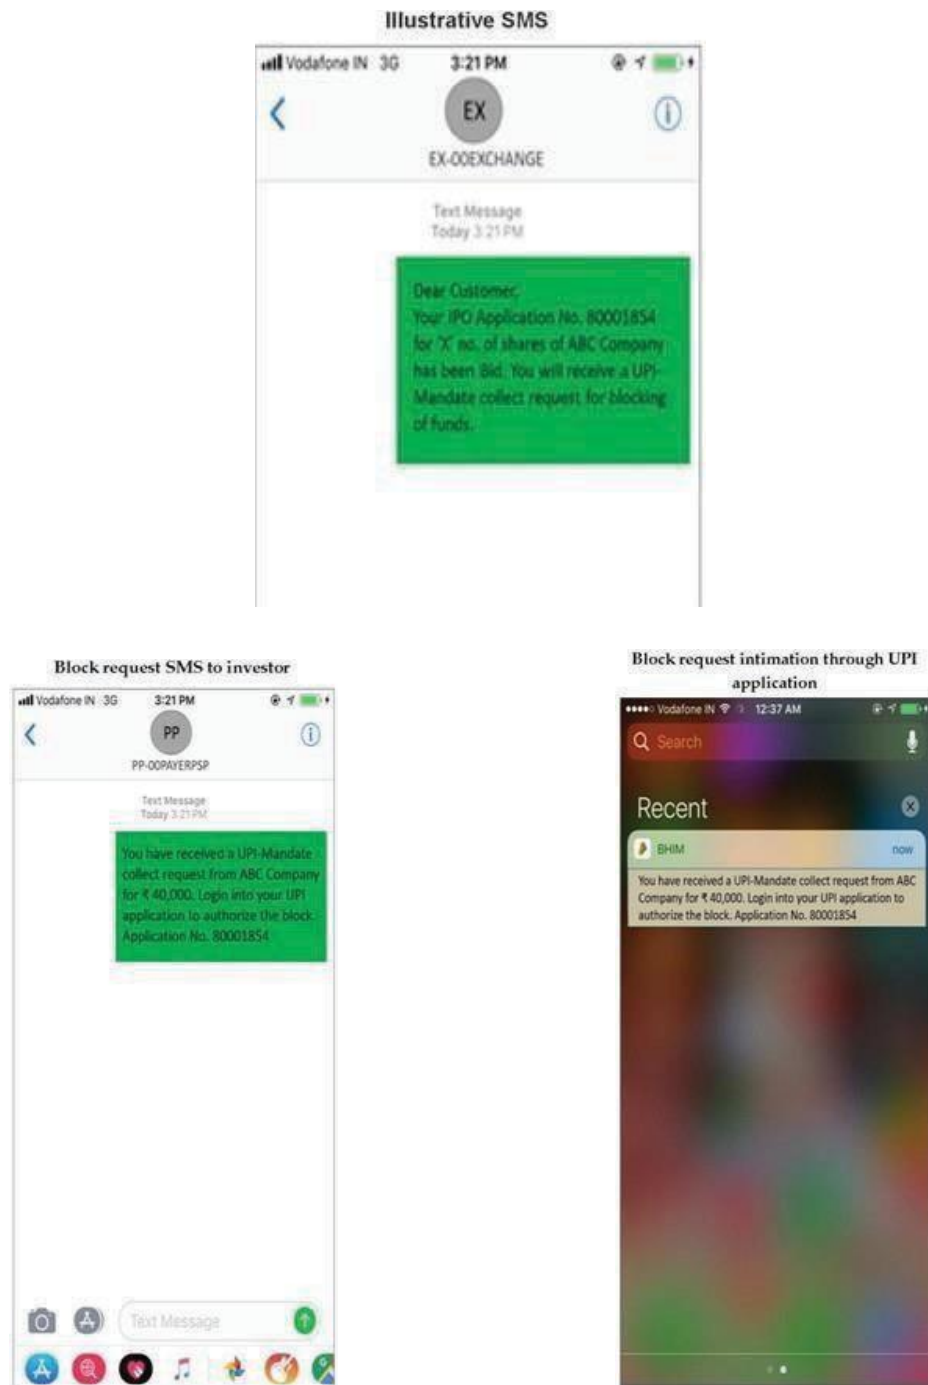 Illustrative SMS
Vodafone IN 3G 3:21 PM
EX
EX-00EXCHANGE
Text Message
Today 3:21 PM
Dear Customer,
Your IPO Application No. 80001854
for 'X' no. of shares of ABC Company
has been Bid. You will receive a UPI-
Mandate collect request for blocking
of funds.
Block request SMS to investor
Vodafone IN 3G 3:21 PM
PP
PP-00PAYERPSP
Text Message
Today 3:21 PM
You have received a UPI-Mandate
collect request from ABC Company
for ₹ 40,000. Login into your UPI
application to authorize the block.
Application No. 80001854
Text Message
Block request intimation through UPI
application
Vodafone IN 12:37 AM
Search
Recent
BHIM now
You have received a UPI-Mandate collect request from ABC
Company for ₹ 40,000. Login into your UPI application to
authorize the block. Application No. 80001854